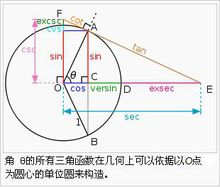 F
excsc
cot
A
cvs
tan
csc
sin
sin
θ
O
cos
C
versin
D
exsec
E
sec
1
B
角 θ的所有三角函数在几何上可以依据以O点
为圆心的单位圆来构造。